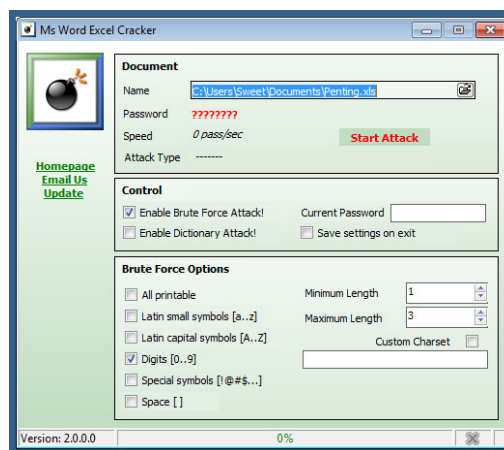 Ms Word Excel Cracker
Homepage
Email Us
Update
Document
Name C:\Users\Sweet\Documents\Penting.xls
Password ????????
Speed 0 pass/sec Start Attack
Attack Type -------
Control
Enable Brute Force Attack! Current Password
Enable Dictionary Attack! Save settings on exit
Brute Force Options
All printable Minimum Length 1
Latin small symbols [a..z] Maximum Length 3
Latin capital symbols [A..Z] Custom Charset
Digits [0..9]
Special symbols [!@#$...]
Space [ ]
Version: 2.0.0.0 0%